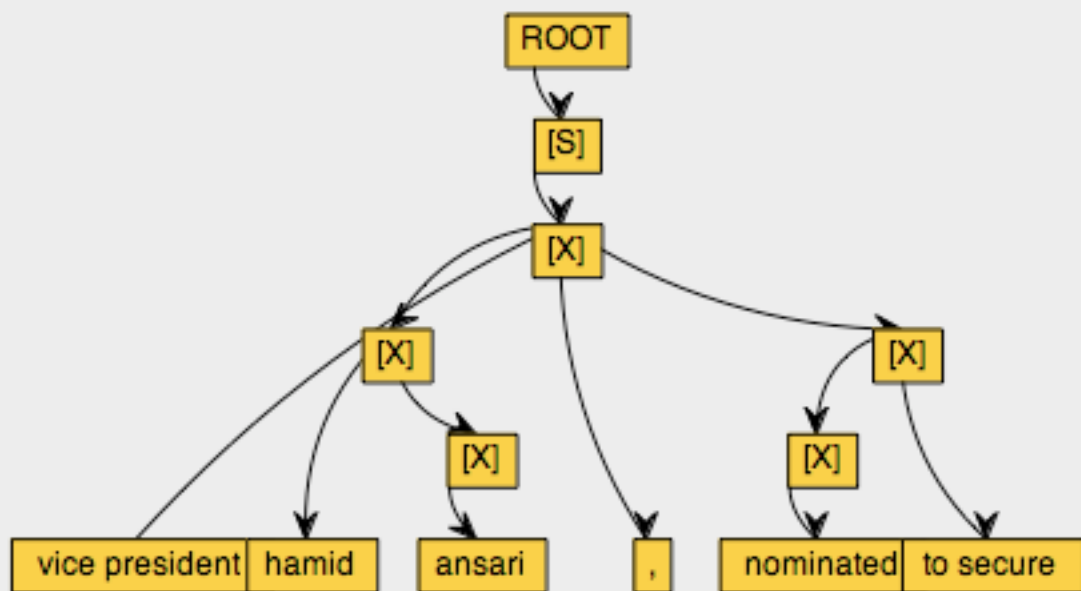 ROOT
[S]
[X]
[X] [X]
[X] [X]
vice president hamid ansari , nominated to secure